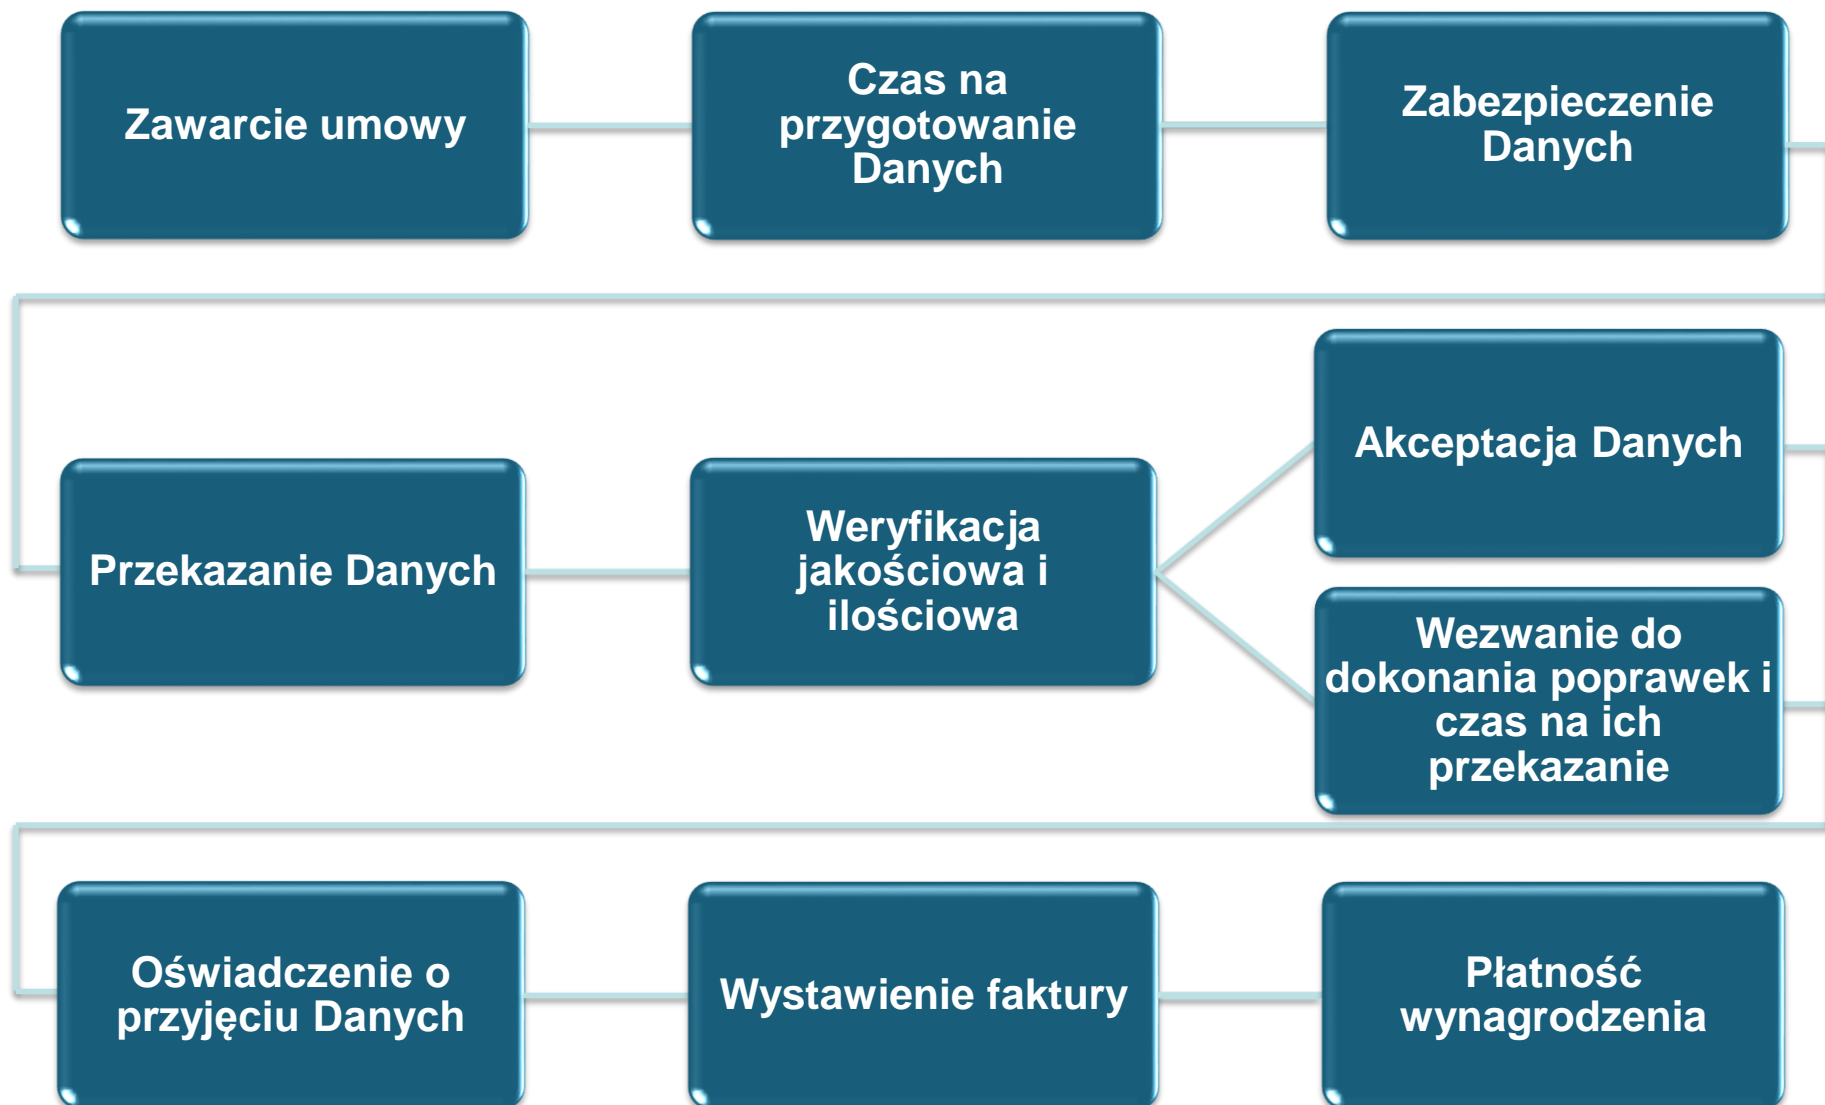 Zawarcie umowy
Czas na
przygotowanie
Danych
Zabezpieczenie
Danych
Przekazanie Danych
Weryfikacja
jakościowa i
ilościowa
Akceptacja Danych
Wezwanie do
dokonania poprawek i
czas na ich
przekazanie
Oświadczenie o
przyjęciu Danych
Wystawienie faktury
Płatność
wynagrodzenia